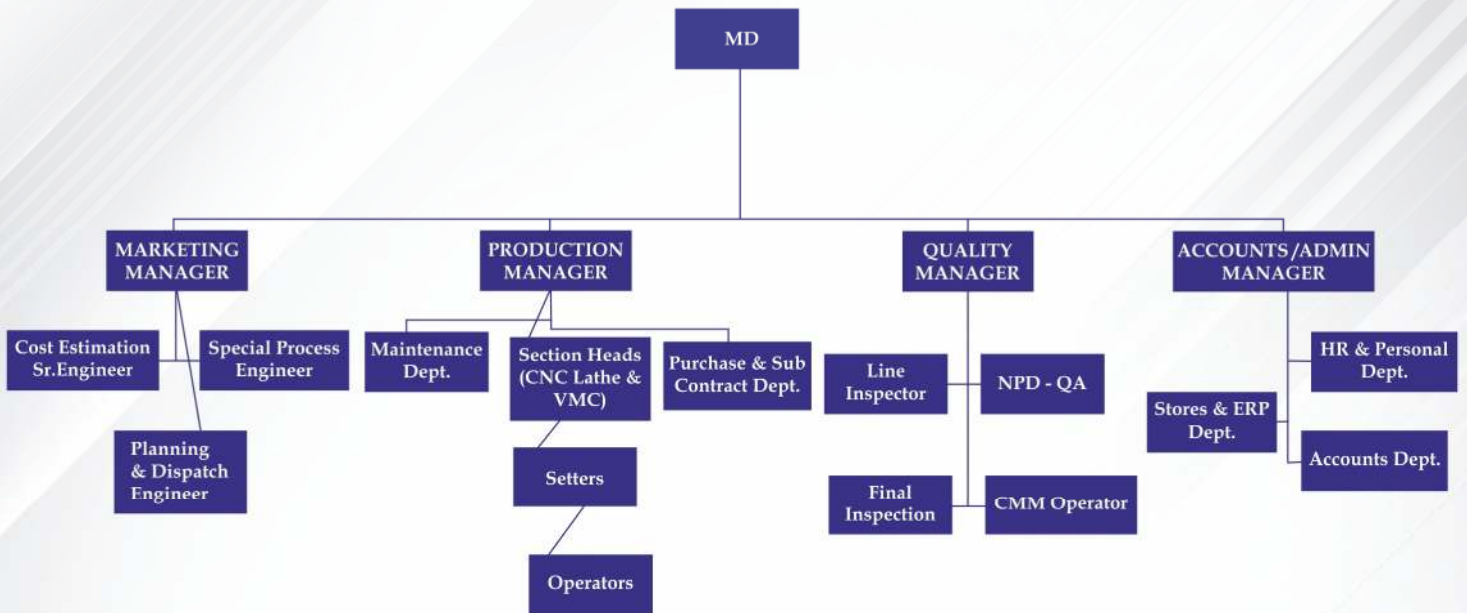 MD
MARKETING
MANAGER
PRODUCTION
MANAGER
QUALITY
MANAGER
ACCOUNTS/ADMIN
MANAGER
Cost Estimation
Sr.Engineer
Special Process
Engineer
Planning
& Dispatch
Engineer
Maintenance
Dept.
Section Heads
(CNC Lathe &
VMC)
Purchase & Sub
Contract Dept.
Setters
Operators
Line
Inspector
NPD - QA
Final
Inspection
CMM Operator
HR & Personal
Dept.
Stores & ERP
Dept.
Accounts Dept.